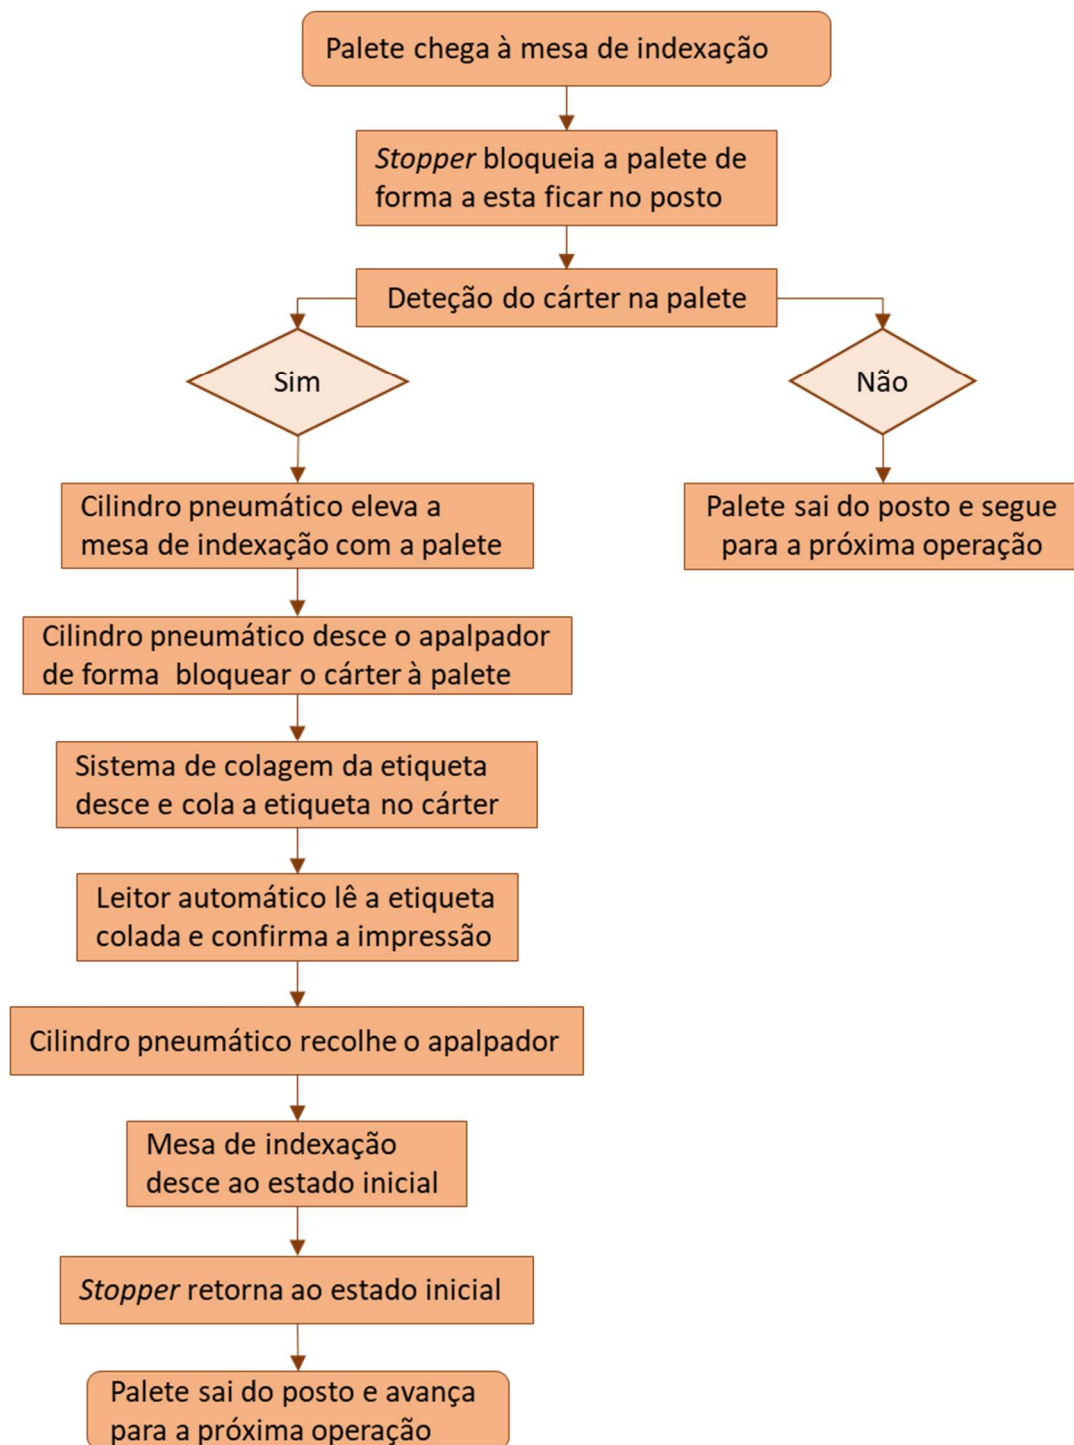 Palete chega à mesa de indexação
Stopper bloqueia a palete de
forma a esta ficar no posto
Deteção do cárter na palete
Sim
Não
Cilindro pneumático eleva a
mesa de indexação com a palete
Palete sai do posto e segue
para a próxima operação
Cilindro pneumático desce o apalpador
de forma bloquear o cárter à palete
Sistema de colagem da etiqueta
desce e cola a etiqueta no cárter
Leitor automático lê a etiqueta
colada e confirma a impressão
Cilindro pneumático recolhe o apalpador
Mesa de indexação
desce ao estado inicial
Stopper retorna ao estado inicial
Palete sai do posto e avança
para a próxima operação